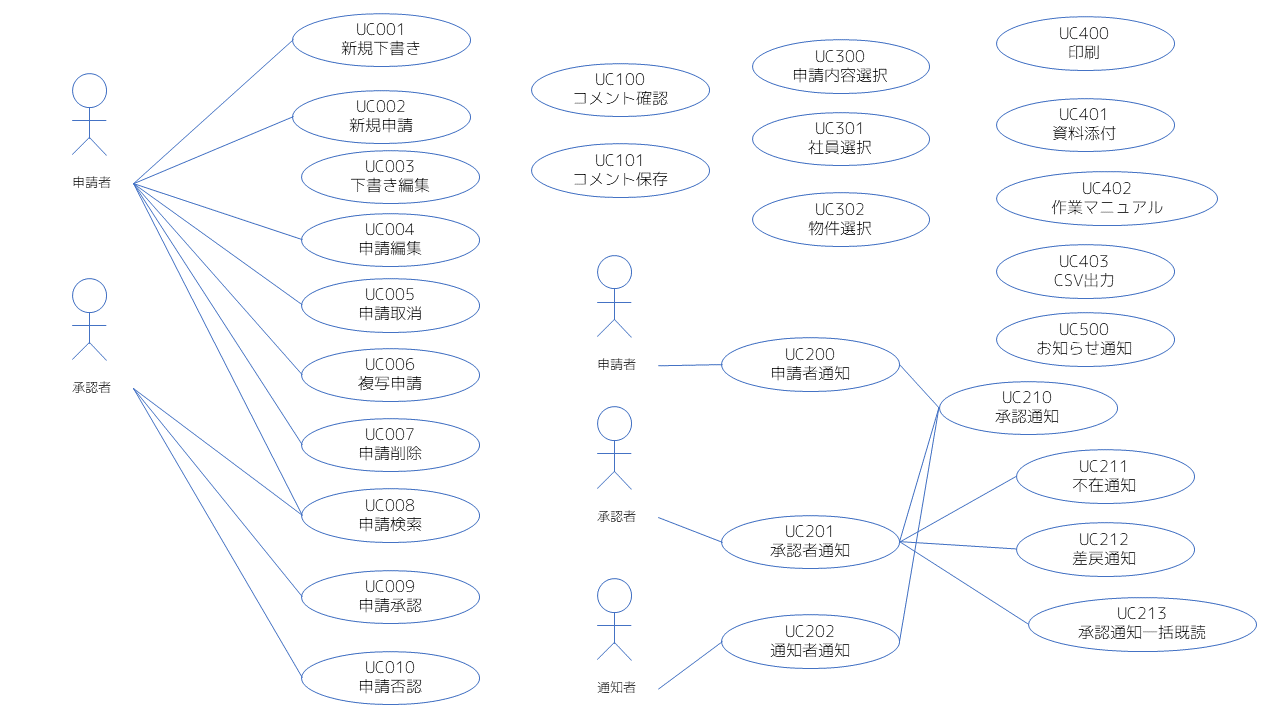 UC001
新規下書き
UC002
新規申請
申請者
UC003
下書き編集
UC004
申請編集
UC005
申請取消
UC006
複写申請
承認者
UC007
申請削除
UC008
申請検索
UC009
申請承認
UC010
申請否認
UC100
コメント確認
UC101
コメント保存
UC300
申請内容選択
UC301
社員選択
UC302
物件選択
UC400
印刷
UC401
資料添付
UC402
作業マニュアル
UC403
CSV出力
UC500
お知らせ通知
申請者
UC200
申請者通知
UC210
承認通知
承認者
UC201
承認者通知
UC211
不在通知
UC212
差戻通知
UC213
承認通知一括既読
通知者
UC202
通知者通知